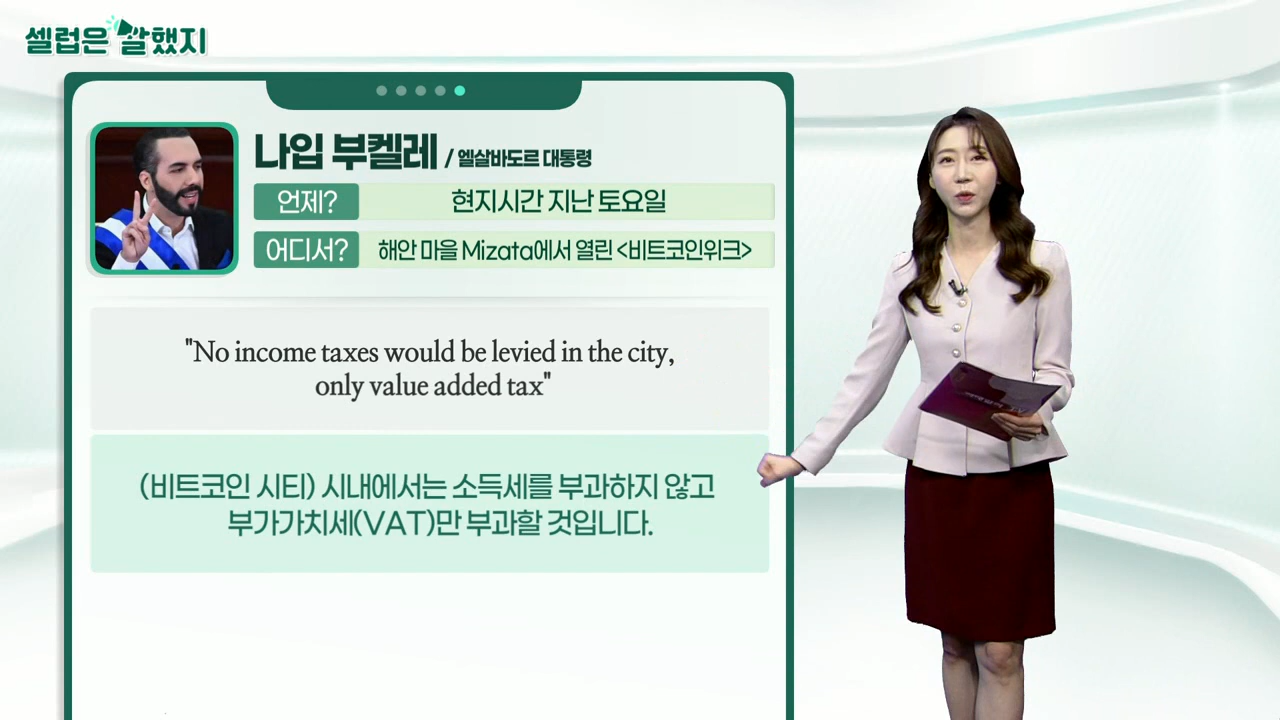 셀럽은 말했지
나입 부켈레 / 엘살바도르 대통령
언제? 현지시간 지난 토요일
어디서? 해안 마을 Mizata에서 열린 <비트코인위크>
"No income taxes would be levied in the city,
only value added tax"
(비트코인 시티) 시내에서는 소득세를 부과하지 않고
부가가치세(VAT)만 부과할 것입니다.